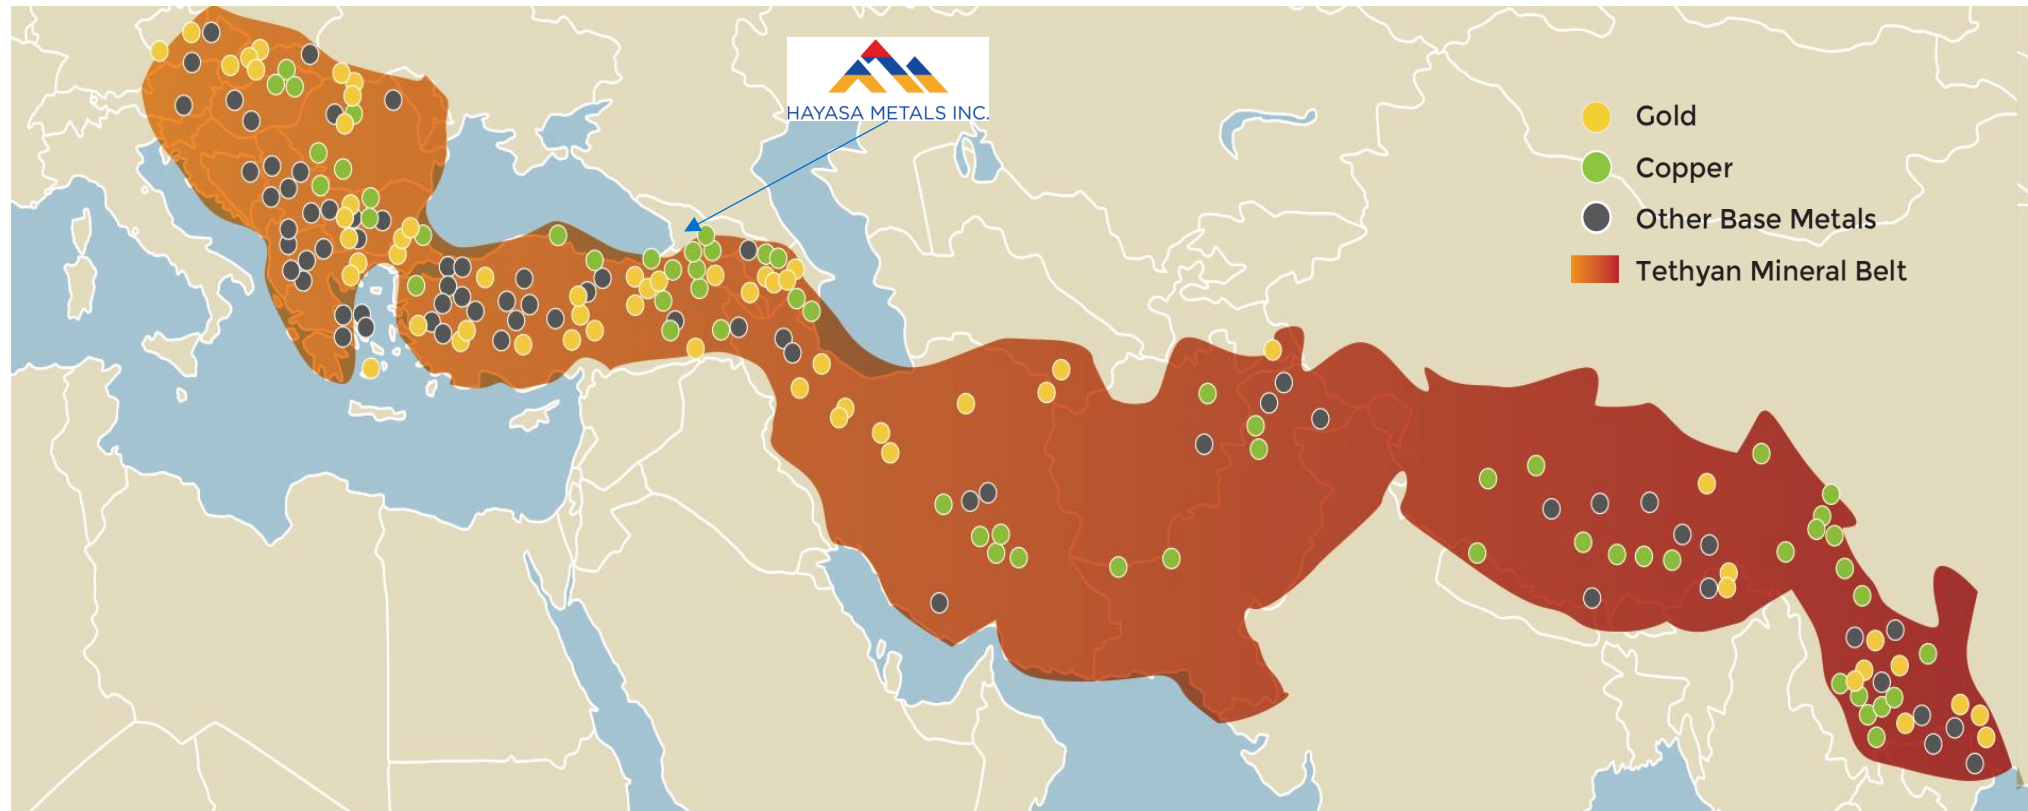 HAYASA METALS INC.
Gold
Copper
Other Base Metals
Tethyan Mineral Belt